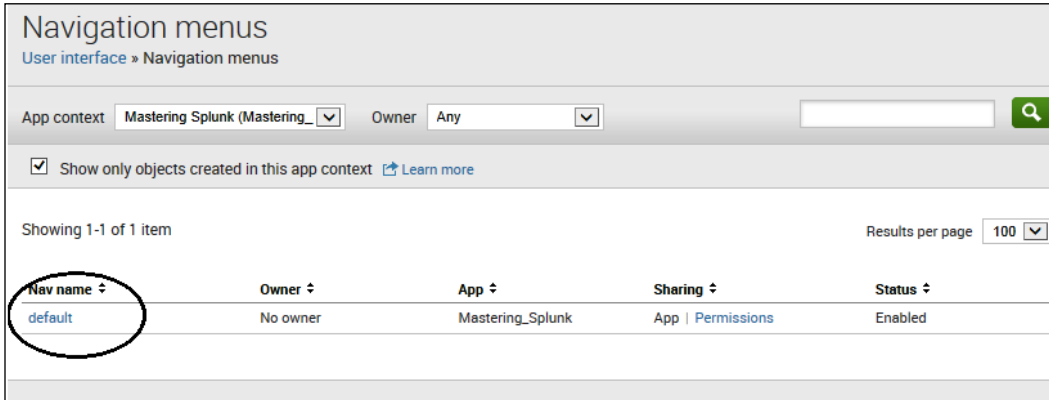 Navigation menus
User interface » Navigation menus
App context Mastering Splunk (Mastering_ Owner Any
Show only objects created in this app context Learn more
Showing 1-1 of 1 item Results per page 100
Nav name Owner App Sharing Status
default No owner Mastering_Splunk App | Permissions Enabled